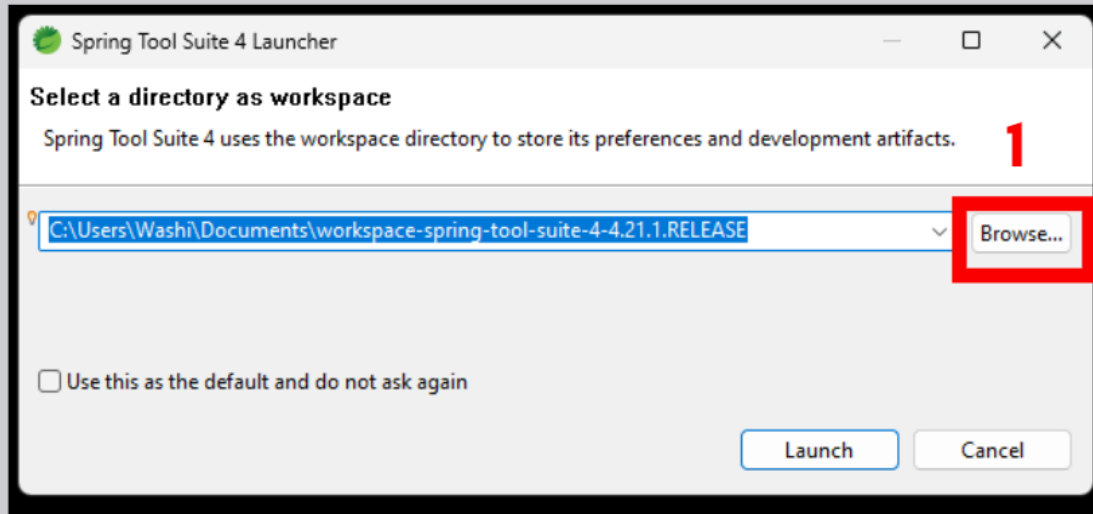 Spring Tool Suite 4 Launcher
Select a directory as workspace
Spring Tool Suite 4 uses the workspace directory to store its preferences and development artifacts.
1
C:\Users\Washi\Documents\workspace-spring-tool-suite-4-4.21.1.RELEASE
Browse...
Use this as the default and do not ask again
Launch
Cancel